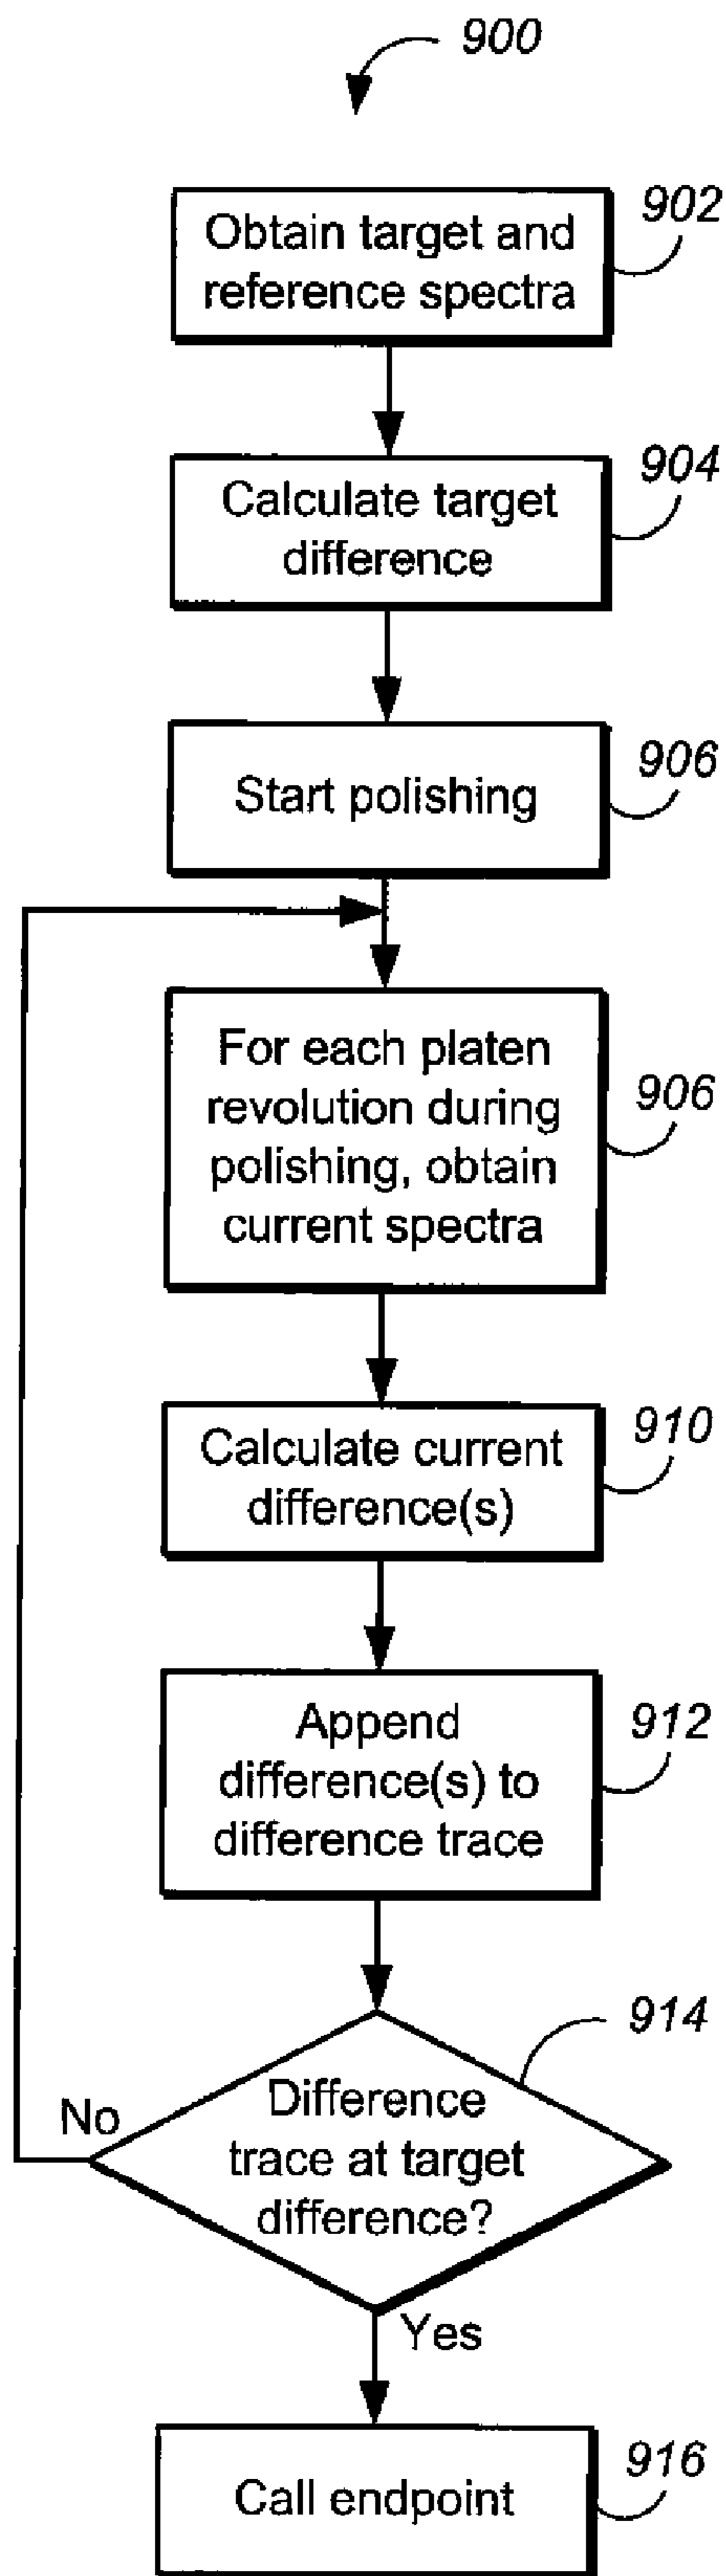 900
Obtain target and
reference spectra
902
Calculate target
difference
904
Start polishing
906
For each platen
revolution during
polishing, obtain
current spectra
906
Calculate current
difference(s)
910
Append
difference(s) to
difference trace
912
Difference
trace at target
difference?
914
No
Yes
Call endpoint
916